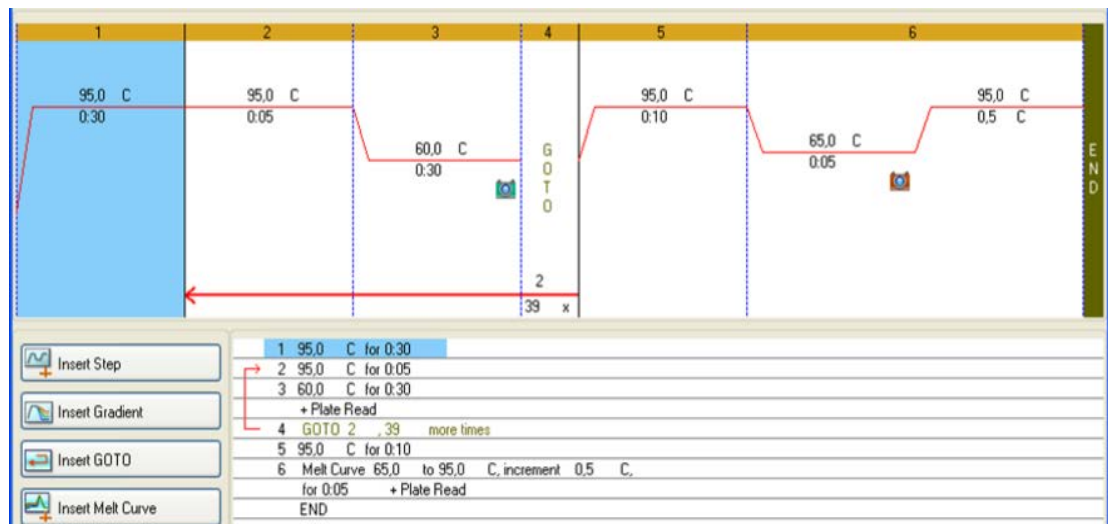 1 2 3 4 5 6
95,0 C 95,0 C 95,0 C 95,0 C
0:30 0:05 0:10 0,5 C
60,0 C 65,0 C
0:30 0:05
GOTO
END
2
39 x
Insert Step
Insert Gradient
Insert GOTO
Insert Melt Curve
1 95,0 C for 0:30
2 95,0 C for 0:05
3 60,0 C for 0:30
+ Plate Read
4 GOTO 2 , 39 more times
5 95,0 C for 0:10
6 Melt Curve 65,0 to 95,0 C, increment 0,5 C,
for 0:05 + Plate Read
END